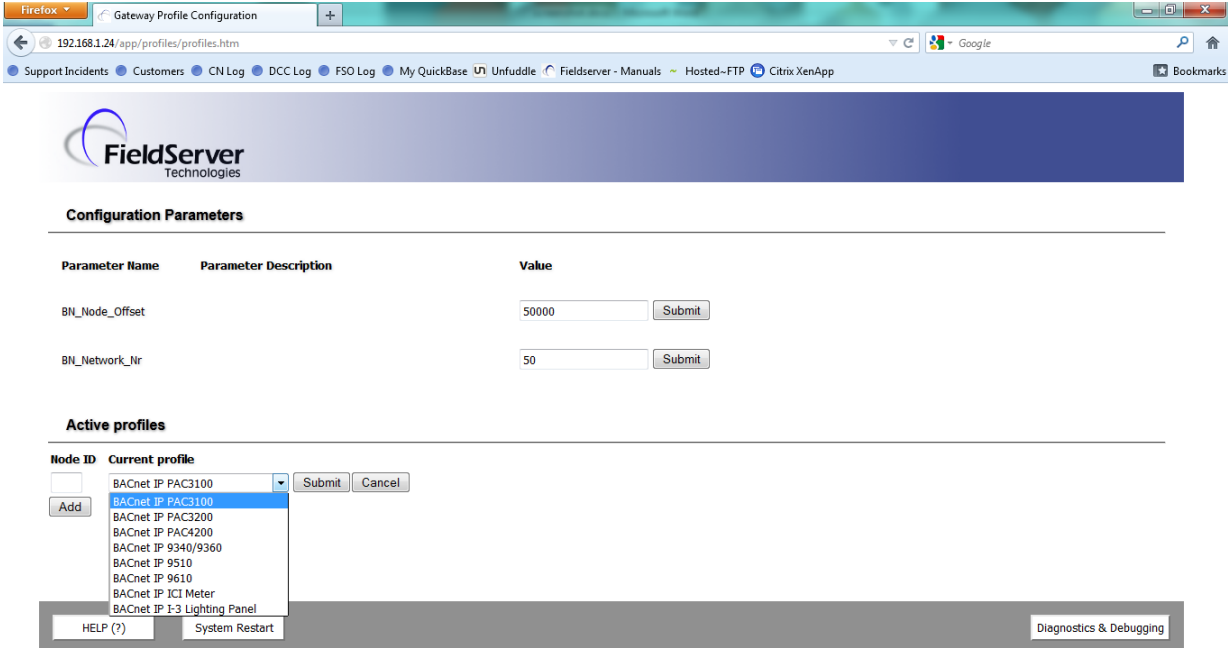 Firefox
Gateway Profile Configuration
+
192.168.1.24/app/profiles/profiles.htm
Google
Support Incidents Customers CN Log DCC Log FSO Log My QuickBase un Unfuddle Fieldserver - Manuals ~ Hosted~FTP Citrix XenApp Bookmarks
FieldServer
Technologies
Configuration Parameters
Parameter Name Parameter Description Value
BN_Node_Offset 50000 Submit
BN_Network_Nr 50 Submit
Active profiles
Node ID Current profile
BACnet IP PAC3100 Submit Cancel
Add
BACnet IP PAC3100
BACnet IP PAC3200
BACnet IP PAC4200
BACnet IP 9340/9360
BACnet IP 9510
BACnet IP 9610
BACnet IP ICI Meter
BACnet IP I-3 Lighting Panel
HELP (?) System Restart Diagnostics & Debugging